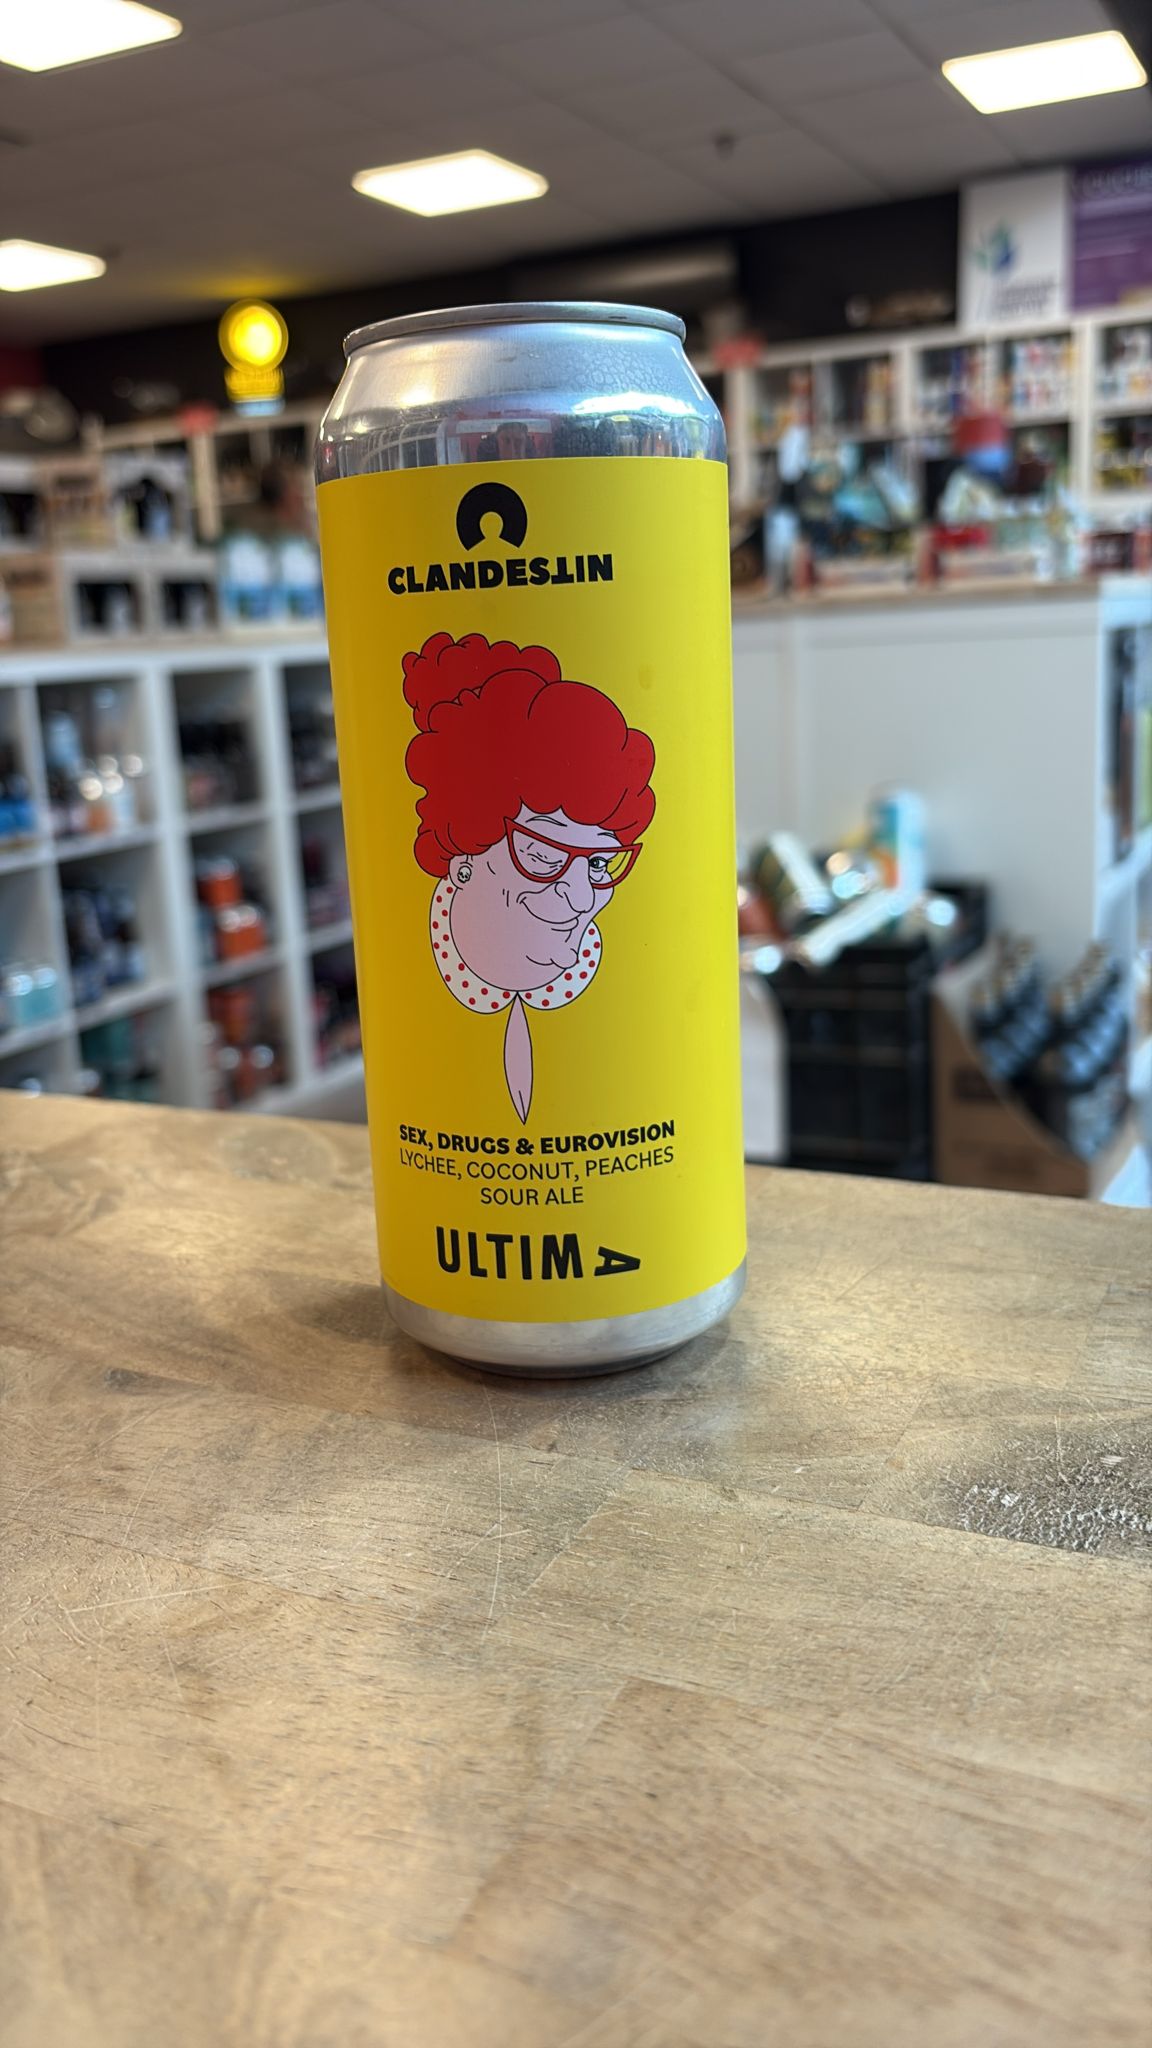 CLANDESTIN
SEX, DRUGS & EUROVISION
LYCHEE, COCONUT, PEACHES
SOUR ALE
ULTIMA